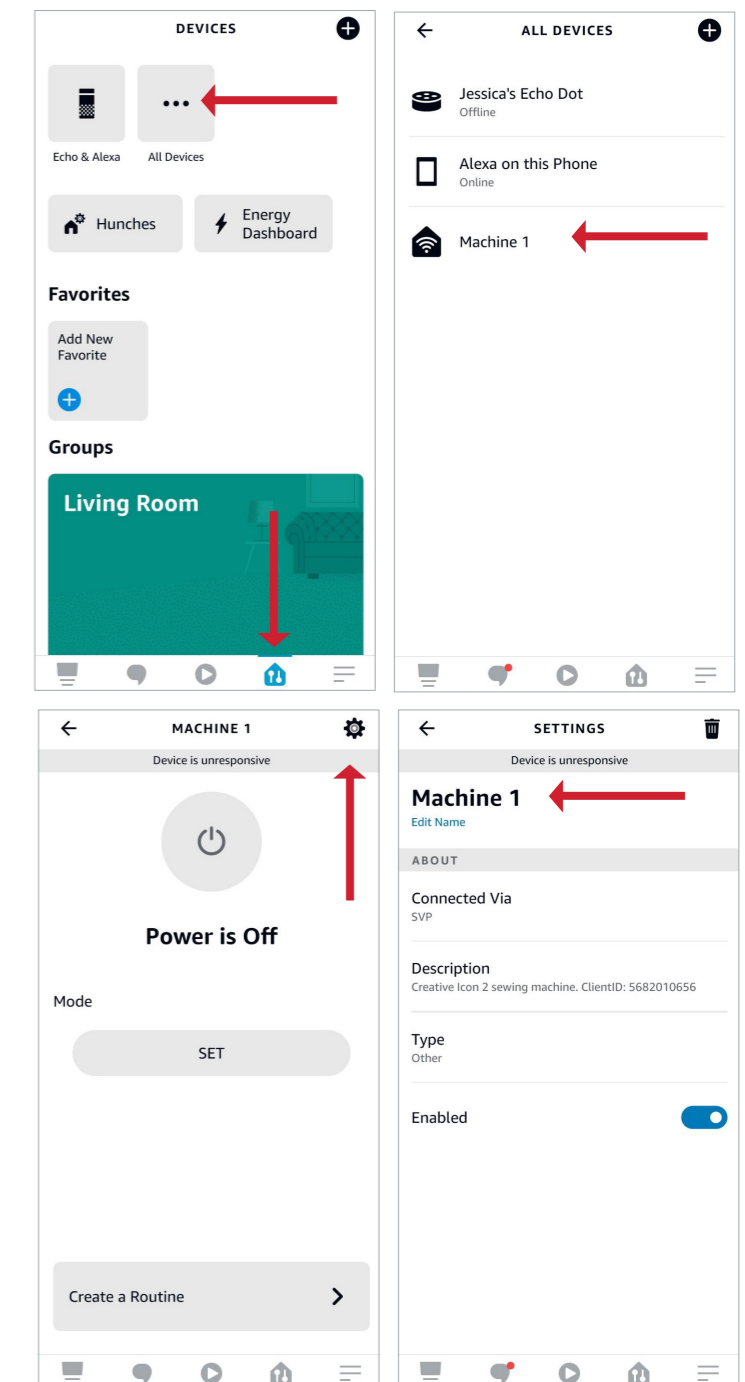 DEVICES
Echo & Alexa
All Devices
Hunches
Energy
Dashboard
Favorites
Add New
Favorite
Groups
Living Room
ALL DEVICES
Jessica's Echo Dot
Offline
Alexa on this Phone
Online
Machine 1
MACHINE 1
Device is unresponsive
Power is Off
Mode
SET
Create a Routine
SETTINGS
Device is unresponsive
Machine 1
Edit Name
ABOUT
Connected Via
SVP
Description
Creative Icon 2 sewing machine. ClientID: 5682010656
Type
Other
Enabled